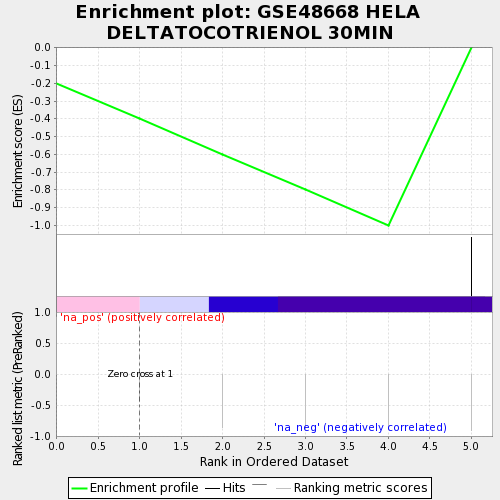 Enrichment plot: GSE48668 HELA
DELTATOCOTRIENOL 30MIN
Enrichment score (ES)
0.0
-0.1
-0.2
-0.3
-0.4
-0.5
-0.6
-0.7
-0.8
-0.9
-1.0
Ranked list metric (PreRanked)
1.0
0.5
0.0
-0.5
-1.0
'na_pos' (positively correlated)
Zero cross at 1
'na_neg' (negatively correlated)
0.0 0.5 1.0 1.5 2.0 2.5 3.0 3.5 4.0 4.5 5.0
Rank in Ordered Dataset
Enrichment profile Hits Ranking metric scores